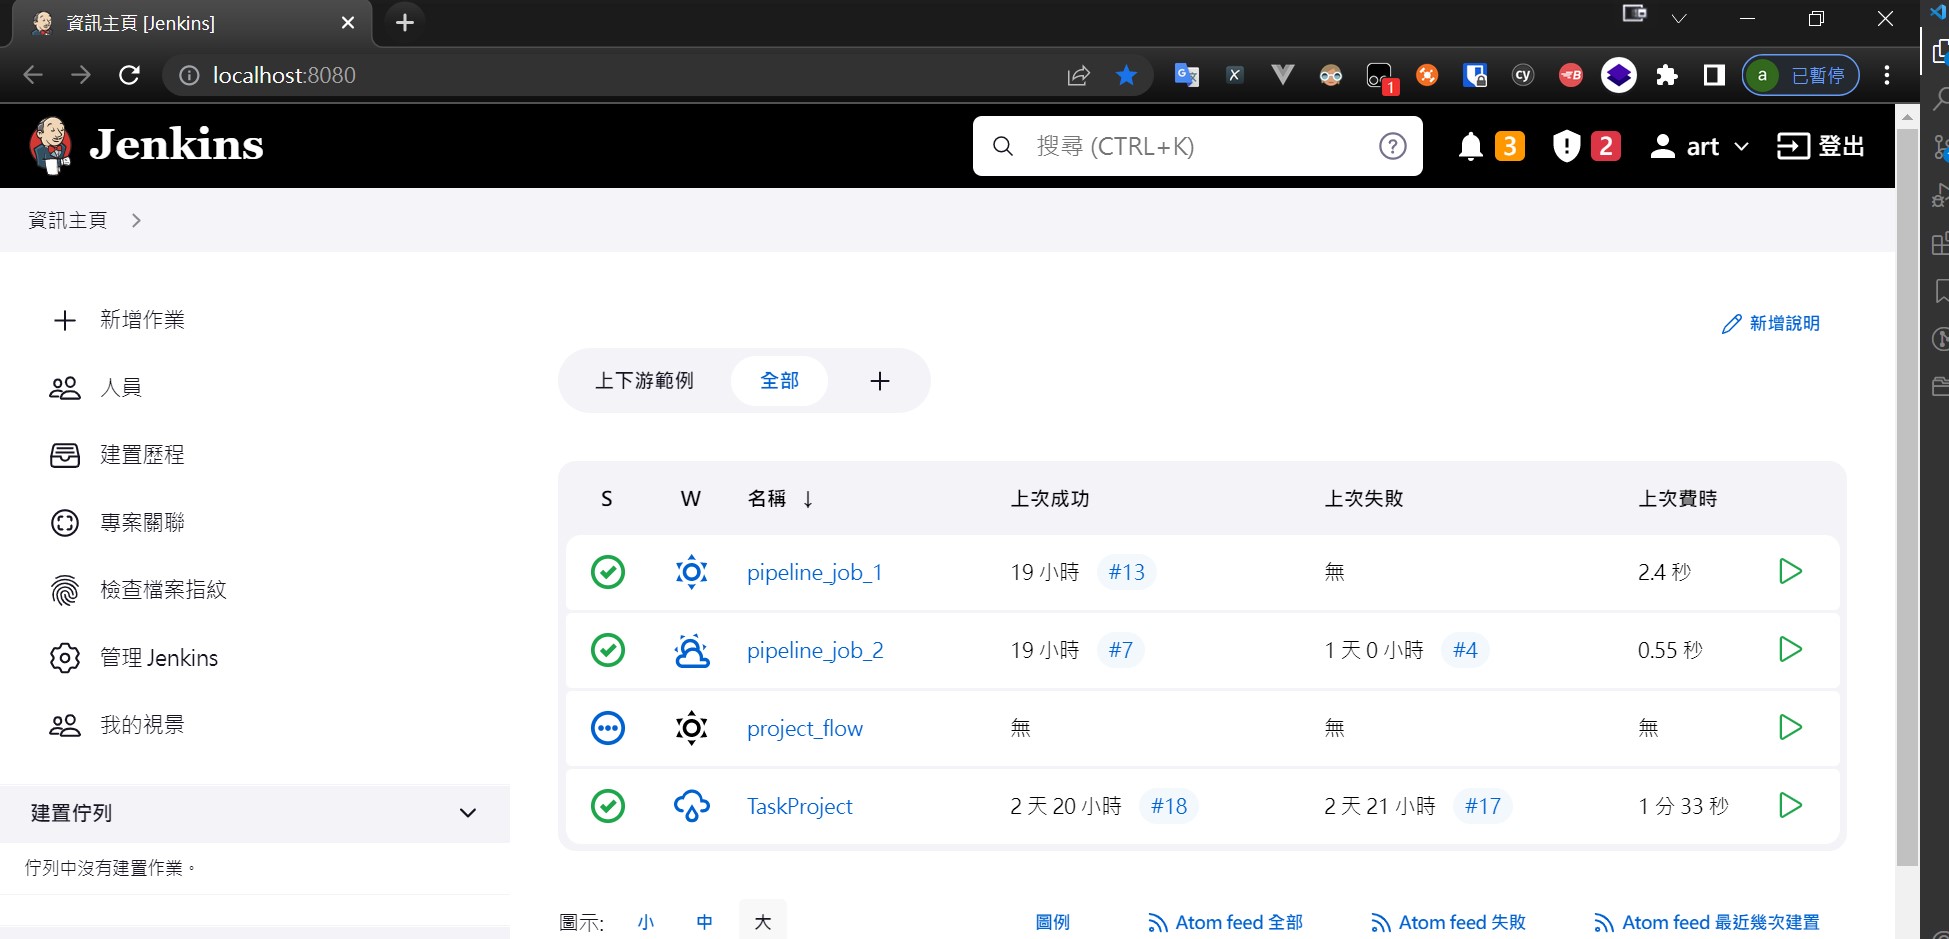 資訊主頁 [Jenkins]
localhost:8080
1
cy
B
a 已暫停
Jenkins
搜尋 (CTRL+K)
3
2
art
登出
資訊主頁
新增作業
人員
建置歷程
專案關聯
檢查檔案指紋
管理 Jenkins
我的視景
建置佇列
佇列中沒有建置作業。
新增說明
上下游範例 全部 +
S W 名稱 ↓ 上次成功 上次失敗 上次費時
pipeline_job_1 19 小時 #13 無 2.4 秒
pipeline_job_2 19 小時 #7 1 天 0 小時 #4 0.55 秒
project_flow 無 無 無
TaskProject 2 天 20 小時 #18 2 天 21 小時 #17 1 分 33 秒
圖示: 小 中 大 圖例 Atom feed 全部 Atom feed 失敗 Atom feed 最近幾次建置